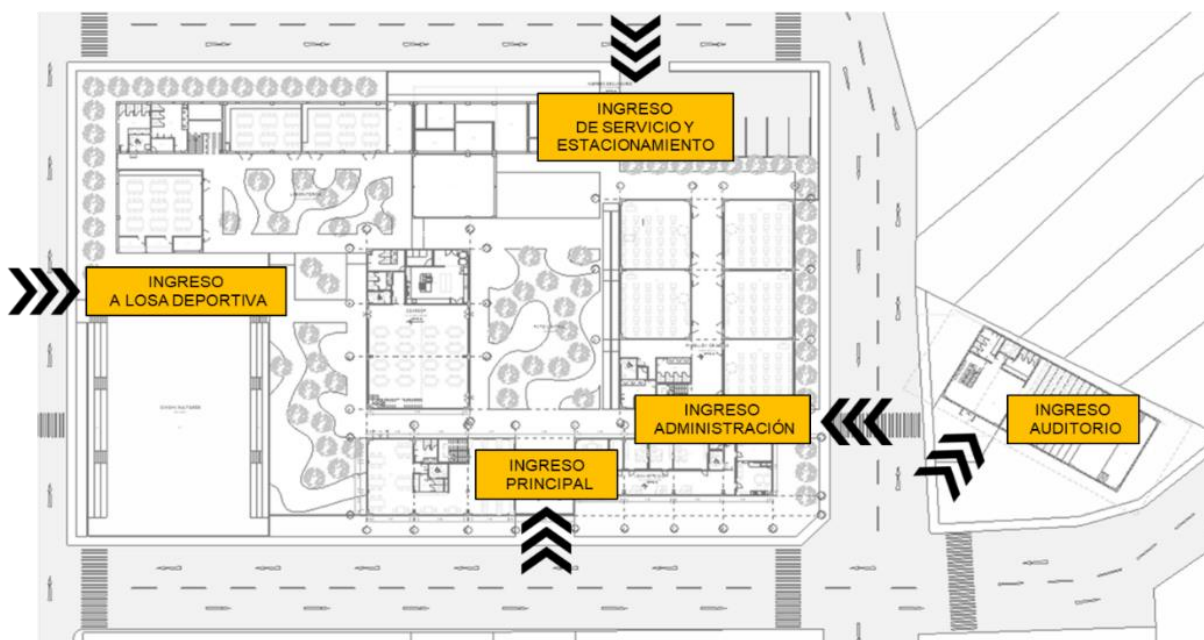 INGRESO
DE SERVICIO Y
ESTACIONAMIENTO
INGRESO
A LOSA DEPORTIVA
INGRESO
ADMINISTRACIÓN
INGRESO
AUDITORIO
INGRESO
PRINCIPAL